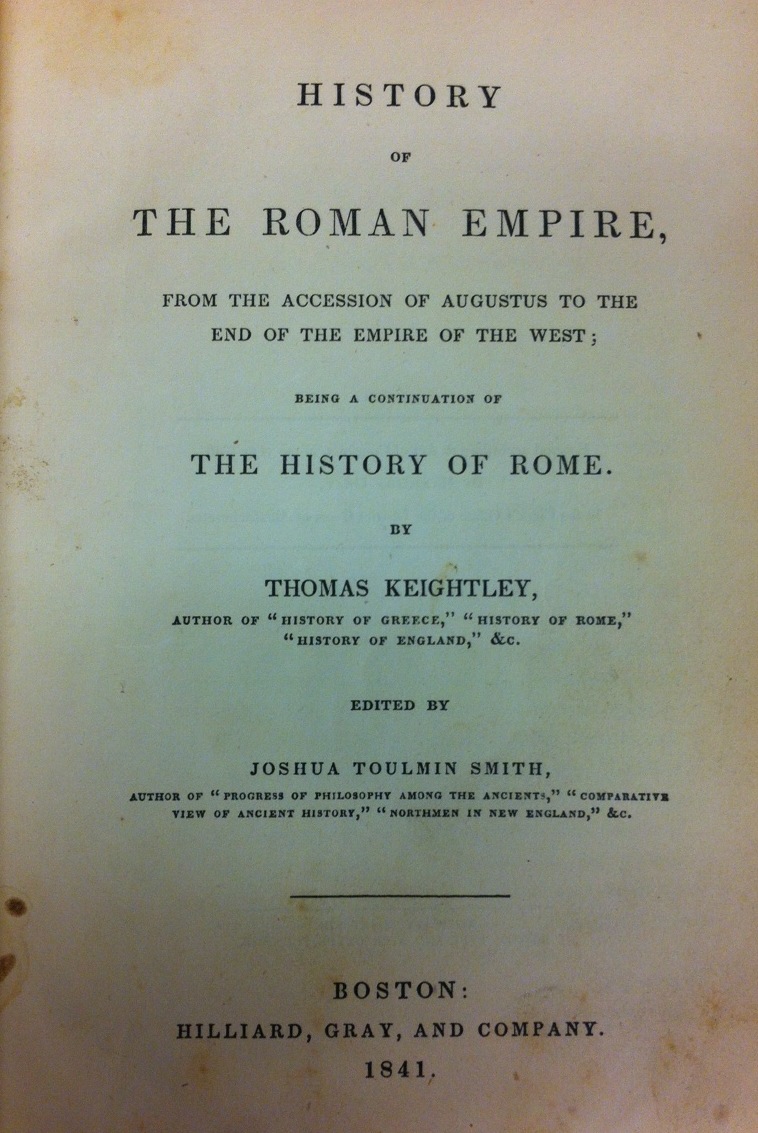 HISTORY
OF
THE ROMAN EMPIRE,
FROM THE ACCESSION OF AUGUSTUS TO THE
END OF THE EMPIRE OF THE WEST;
BEING A CONTINUATION OF
THE HISTORY OF ROME.
BY
THOMAS KEIGHTLEY,
AUTHOR OF “HISTORY OF GREECE,” “HISTORY OF ROME,”
“HISTORY OF ENGLAND,” &C.
EDITED BY
JOSHUA TOULMIN SMITH,
AUTHOR OF “PROGRESS OF PHILOSOPHY AMONG THE ANCIENTS,” “COMPARATIVE
VIEW OF ANCIENT HISTORY,” “NORTHMEN IN NEW ENGLAND,” &C.
BOSTON:
HILLIARD, GRAY, AND COMPANY.
1841.